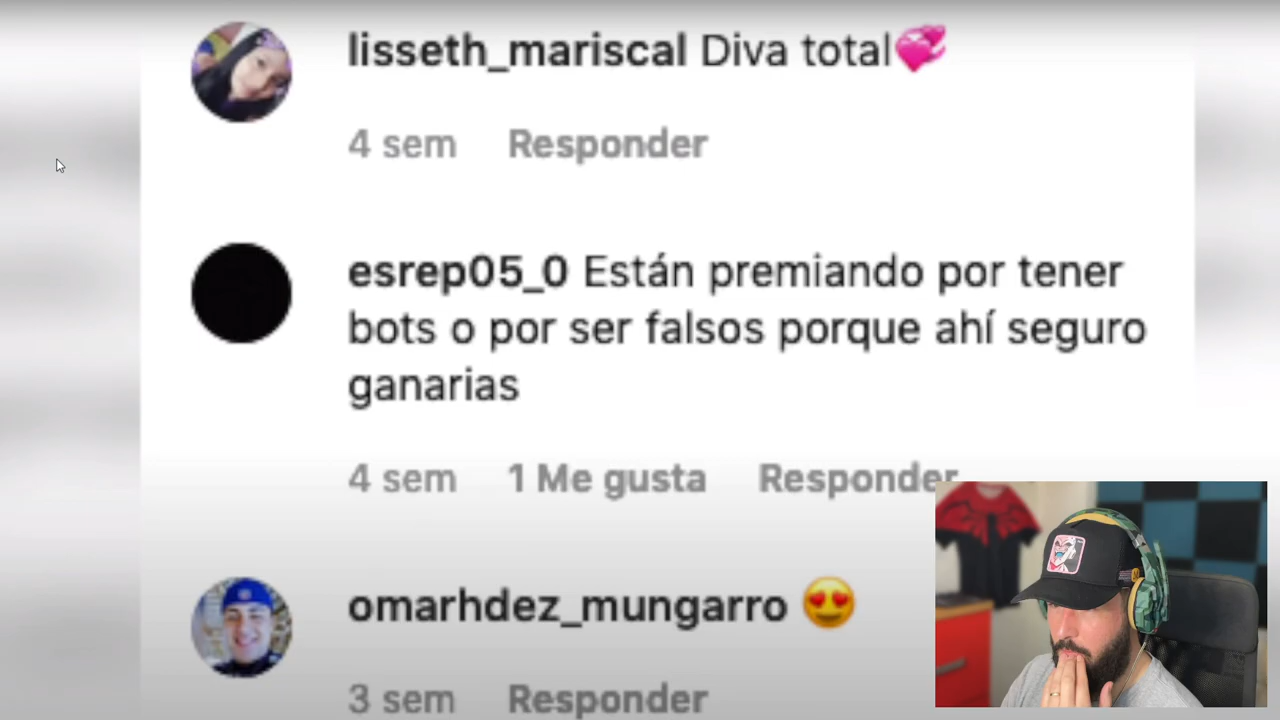 lisseth_mariscal Diva total💞
4 sem Responder
esrep05_0 Están premiando por tener
bots o por ser falsos porque ahí seguro
ganarias
4 sem 1 Me gusta Responder
omarhdez_mungarro 😍
3 sem Responder